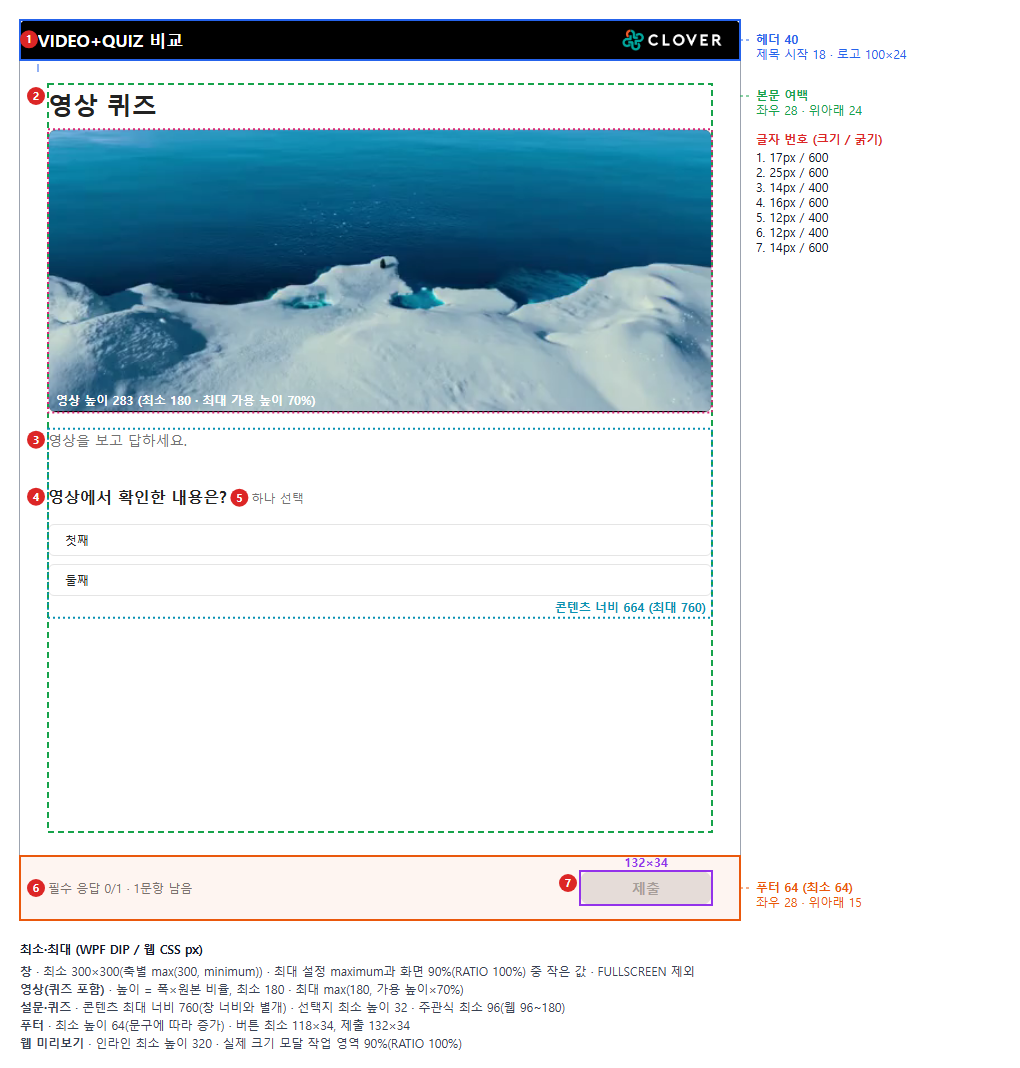 1 VIDEO+QUIZ 비교
CLOVER
헤더 40
제목 시작 18 · 로고 100×24
2 영상 퀴즈
본문 여백
좌우 28 · 위아래 24
글자 번호 (크기 / 굵기)
1. 17px / 600
2. 25px / 600
3. 14px / 400
4. 16px / 600
5. 12px / 400
6. 12px / 400
7. 14px / 600
영상 높이 283 (최소 180 · 최대 가용 높이 70%)
3 영상을 보고 답하세요.
4 영상에서 확인한 내용은? 5 하나 선택
첫째
둘째
콘텐츠 너비 664 (최대 760)
132×34
6 필수 응답 0/1 · 1문항 남음
7 제출
푸터 64 (최소 64)
좌우 28 · 위아래 15
최소·최대 (WPF DIP / 웹 CSS px)
창 · 최소 300×300(축별 max(300, minimum)) · 최대 설정 maximum과 화면 90%(RATIO 100%) 중 작은 값 · FULLSCREEN 제외
영상(퀴즈 포함) · 높이 = 폭×원본 비율, 최소 180 · 최대 max(180, 가용 높이×70%)
설문·퀴즈 · 콘텐츠 최대 너비 760(창 너비와 별개) · 선택지 최소 높이 32 · 주관식 최소 96(웹 96~180)
푸터 · 최소 높이 64(문구에 따라 증가) · 버튼 최소 118×34, 제출 132×34
웹 미리보기 · 인라인 최소 높이 320 · 실제 크기 모달 작업 영역 90%(RATIO 100%)